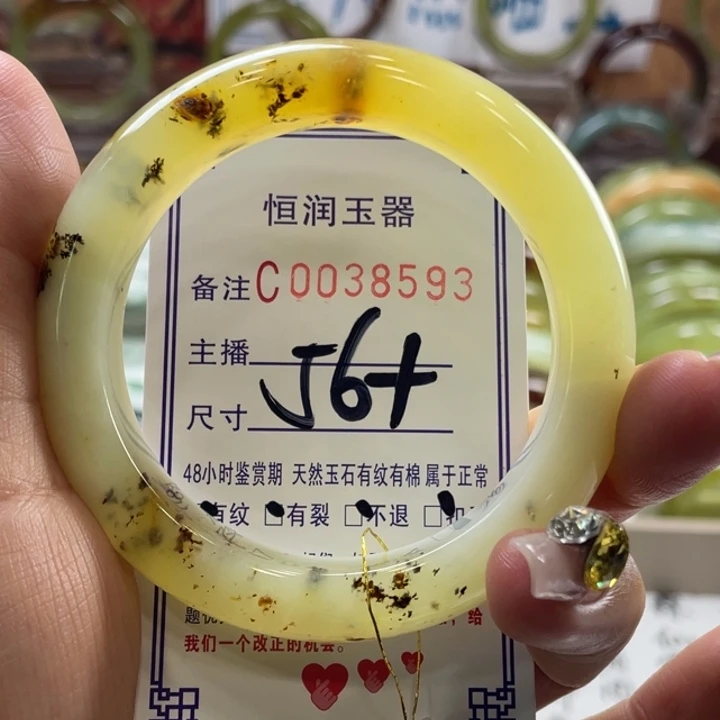 恒润玉器
备注C0038593
主播
J6+
尺寸
48小时鉴赏期 天然玉石有纹有棉属于正常
有纹 □有裂 □不退 □
给
我们一个改正的机会。